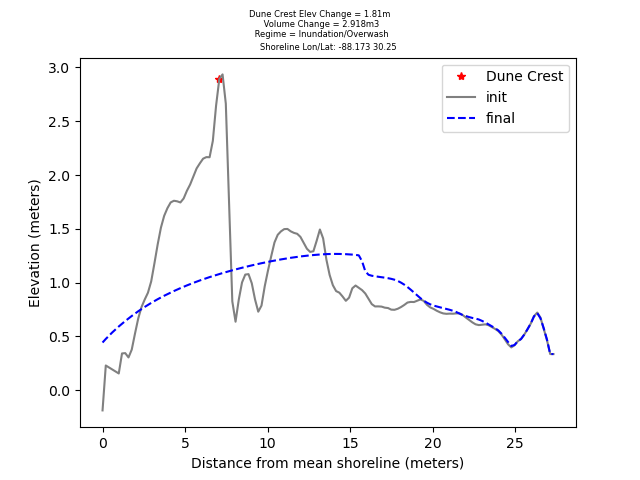 Dune Crest Elev Change = 1.81m
Volume Change = 2.918m3
Regime = Inundation/Overwash
Shoreline Lon/Lat: -88.173 30.25
3.0
2.5
2.0
1.5
1.0
0.5
0.0
Elevation (meters)
Dune Crest
init
final
0 5 10 15 20 25
Distance from mean shoreline (meters)